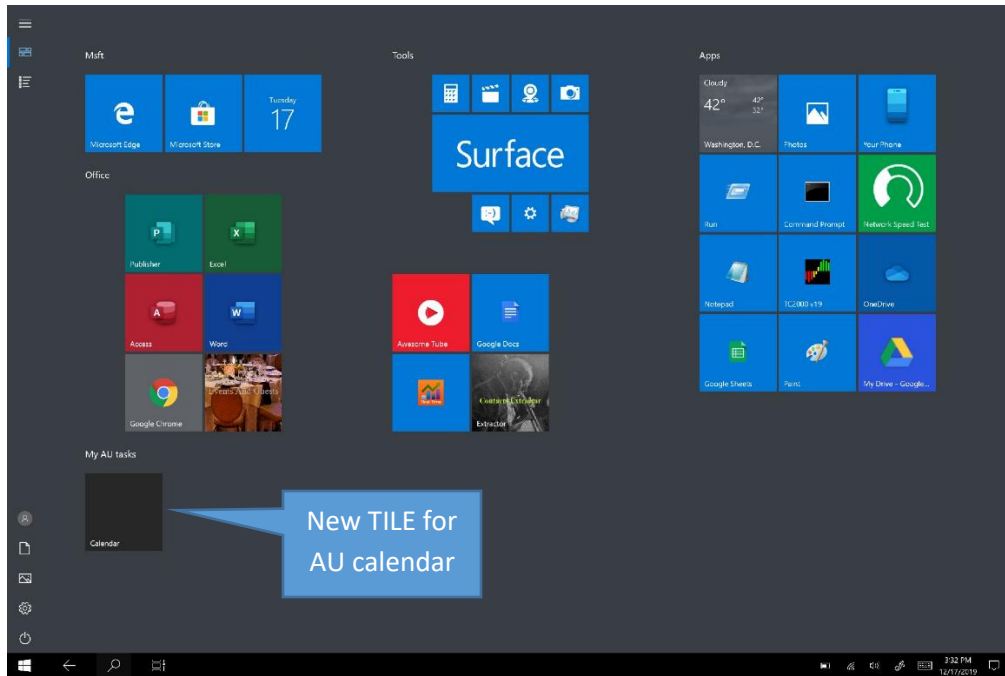 Msft
Microsoft Edge
Microsoft Store
Tuesday
17
Office
P
Publisher
X
Excel
A
Access
W
Word
Google Chrome
Events And Guests
My AU tasks
Calendar
New TILE for
AU calendar
Tools
Surface
Awesome Tube
Google Docs
Extractor
Apps
Cloudy
42° 42°
32°
Washington, D.C.
Photos
Your Phone
Run
Command Prompt
Network Speed Test
Notepad
TC2000 v19
OneDrive
Google Sheets
Paint
My Drive - Google...
3:32 PM
12/17/2019